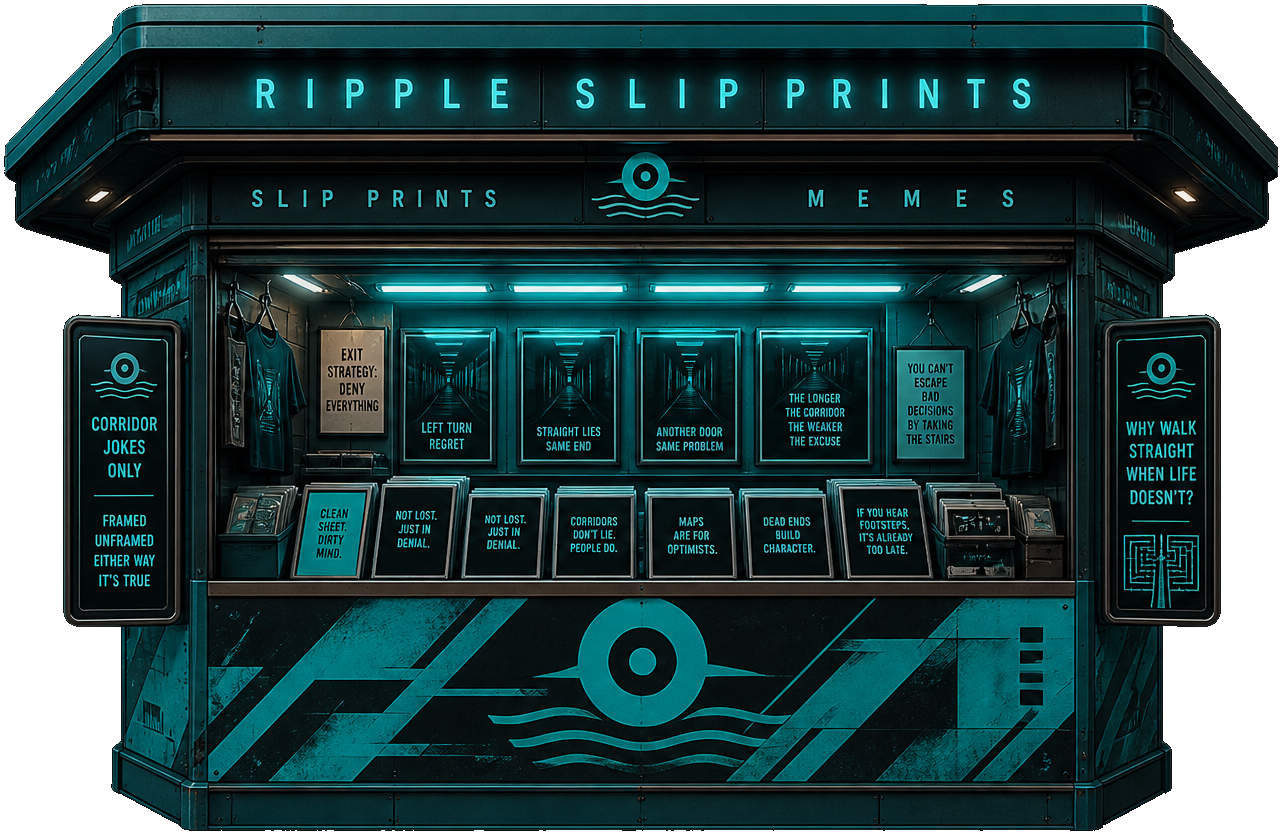 RIPPLE SLIP PRINTS
SLIP PRINTS
MEMES
CORRIDOR
JOKES
ONLY
FRAMED
UNFRAMED
EITHER WAY
IT'S TRUE
EXIT
STRATEGY:
DENY
EVERYTHING
LEFT TURN
REGRET
STRAIGHT LIES
SAME END
ANOTHER DOOR
SAME PROBLEM
THE LONGER
THE CORRIDOR
THE WEAKER
THE EXCUSE
YOU CAN'T
ESCAPE
BAD
DECISIONS
BY TAKING
THE STAIRS
WHY WALK
STRAIGHT
WHEN LIFE
DOESN'T?
CLEAN
SHEET.
DIRTY
MIND.
NOT LOST.
JUST IN
DENIAL.
NOT LOST.
JUST IN
DENIAL.
CORRIDORS
DON'T LIE.
PEOPLE DO.
MAPS
ARE FOR
OPTIMISTS.
DEAD ENDS
BUILD
CHARACTER.
IF YOU HEAR
FOOTSTEPS,
IT'S ALREADY
TOO LATE.